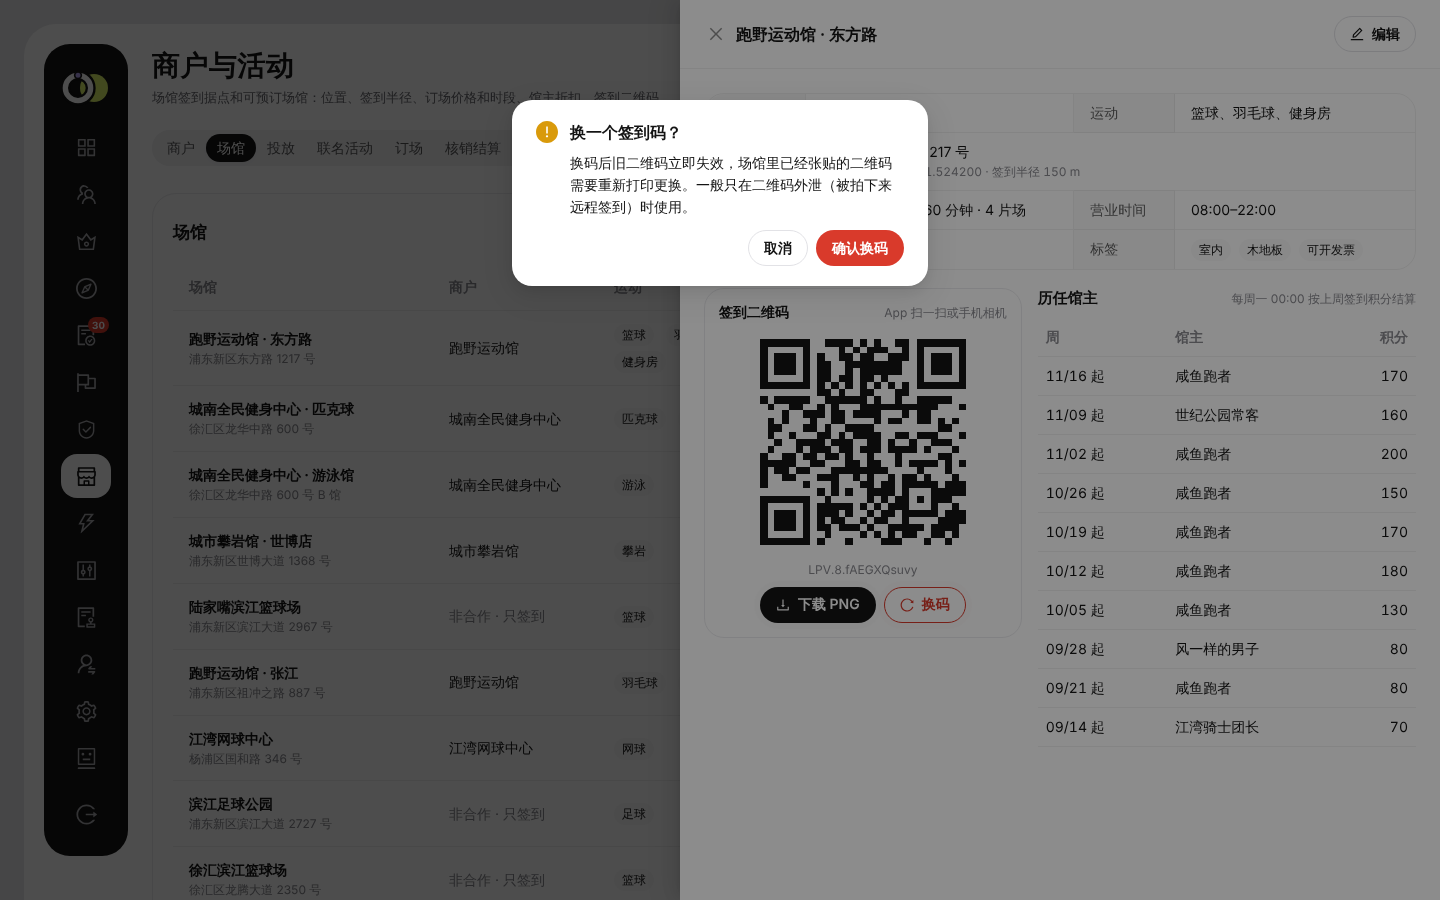 商户与活动
场馆签到据点和可预订场馆：位置、签到半径、订场价格和时段、馆主折扣、签到二维码
商户 场馆 投放 联名活动 订场 核销结算
30
场馆
场馆 商户 运动
跑野运动馆 · 东方路
浦东新区东方路 1217 号
跑野运动馆
篮球
健身房
城南全民健身中心 · 匹克球
徐汇区龙华中路 600 号
城南全民健身中心
匹克球
城南全民健身中心 · 游泳馆
徐汇区龙华中路 600 号 B 馆
城南全民健身中心
游泳
城市攀岩馆 · 世博店
浦东新区世博大道 1368 号
城市攀岩馆
攀岩
陆家嘴滨江篮球场
浦东新区滨江大道 2967 号
非合作 · 只签到
篮球
跑野运动馆 · 张江
浦东新区祖冲之路 887 号
跑野运动馆
羽毛球
江湾网球中心
杨浦区国和路 346 号
江湾网球中心
网球
滨江足球公园
浦东新区滨江大道 2727 号
非合作 · 只签到
足球
徐汇滨江篮球场
徐汇区龙腾大道 2350 号
非合作 · 只签到
篮球
跑野运动馆 · 东方路
编辑
换一个签到码？
换码后旧二维码立即失效，场馆里已经张贴的二维码
需要重新打印更换。一般只在二维码外泄（被拍下来
远程签到）时使用。
取消 确认换码
运动 篮球、羽毛球、健身房
217 号
1.524200 · 签到半径 150 m
60 分钟 · 4 片场 营业时间 08:00–22:00
标签 室内 木地板 可开发票
签到二维码 App 扫一扫或手机相机
LPV.8.fAEGXQsuvy
下载 PNG 换码
历任馆主 每周一 00:00 按上周签到积分结算
周 馆主 积分
11/16 起 咸鱼跑者 170
11/09 起 世纪公园常客 160
11/02 起 咸鱼跑者 200
10/26 起 咸鱼跑者 150
10/19 起 咸鱼跑者 170
10/12 起 咸鱼跑者 180
10/05 起 咸鱼跑者 130
09/28 起 风一样的男子 80
09/21 起 咸鱼跑者 80
09/14 起 江湾骑士团长 70